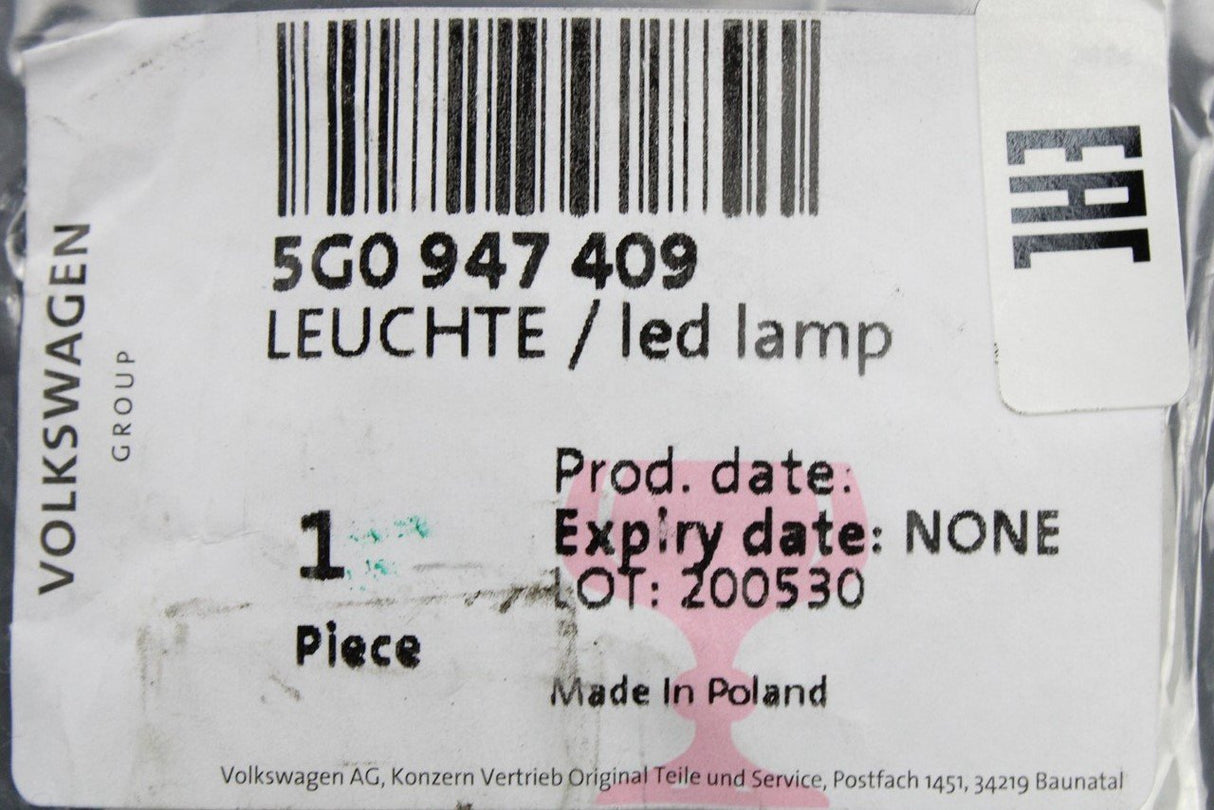 5G0 947 409
LEUCHTE / led lamp
EAC
VOLKSWAGEN
GROUP
Prod. date:
Expiry date: NONE
LOT: 200530
1
Piece
Made In Poland
Volkswagen AG, Konzern Vertrieb Original Teile und Service, Postfach 1451, 34219 Baunatal